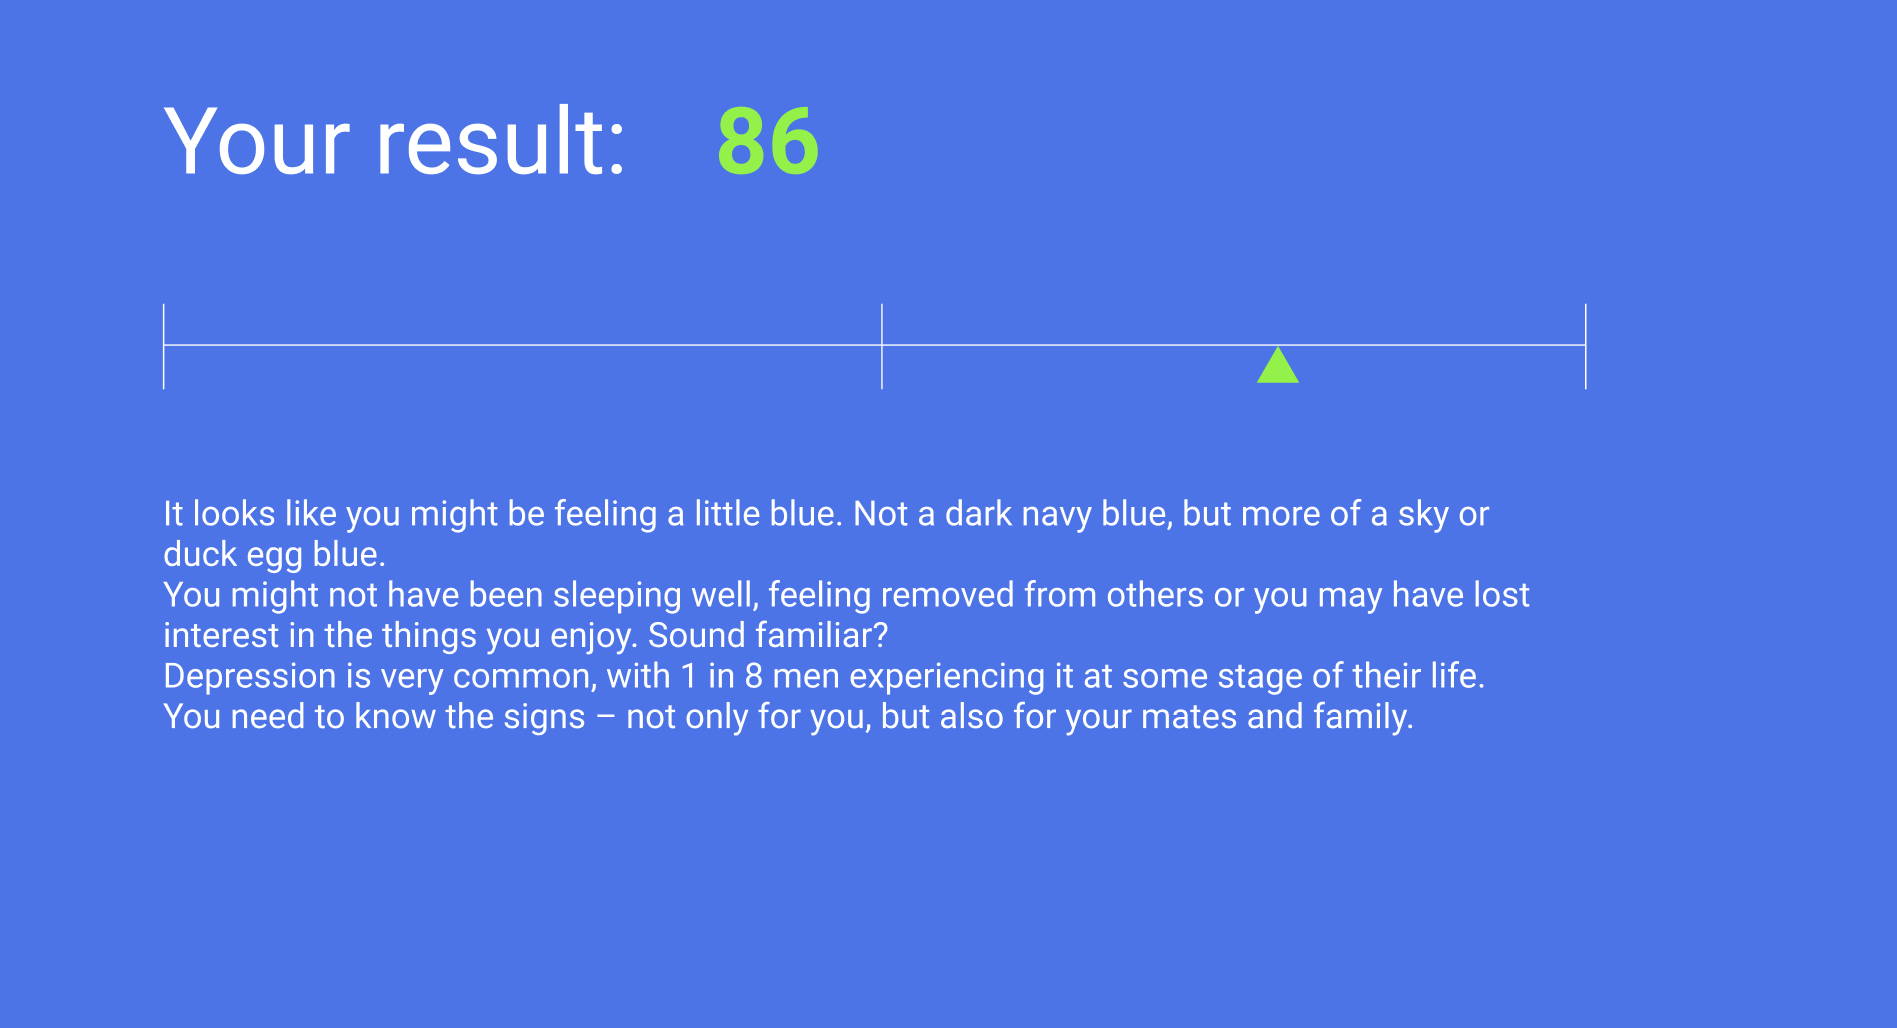 Your result: 86
It looks like you might be feeling a little blue. Not a dark navy blue, but more of a sky or
duck egg blue.
You might not have been sleeping well, feeling removed from others or you may have lost
interest in the things you enjoy. Sound familiar?
Depression is very common, with 1 in 8 men experiencing it at some stage of their life.
You need to know the signs – not only for you, but also for your mates and family.